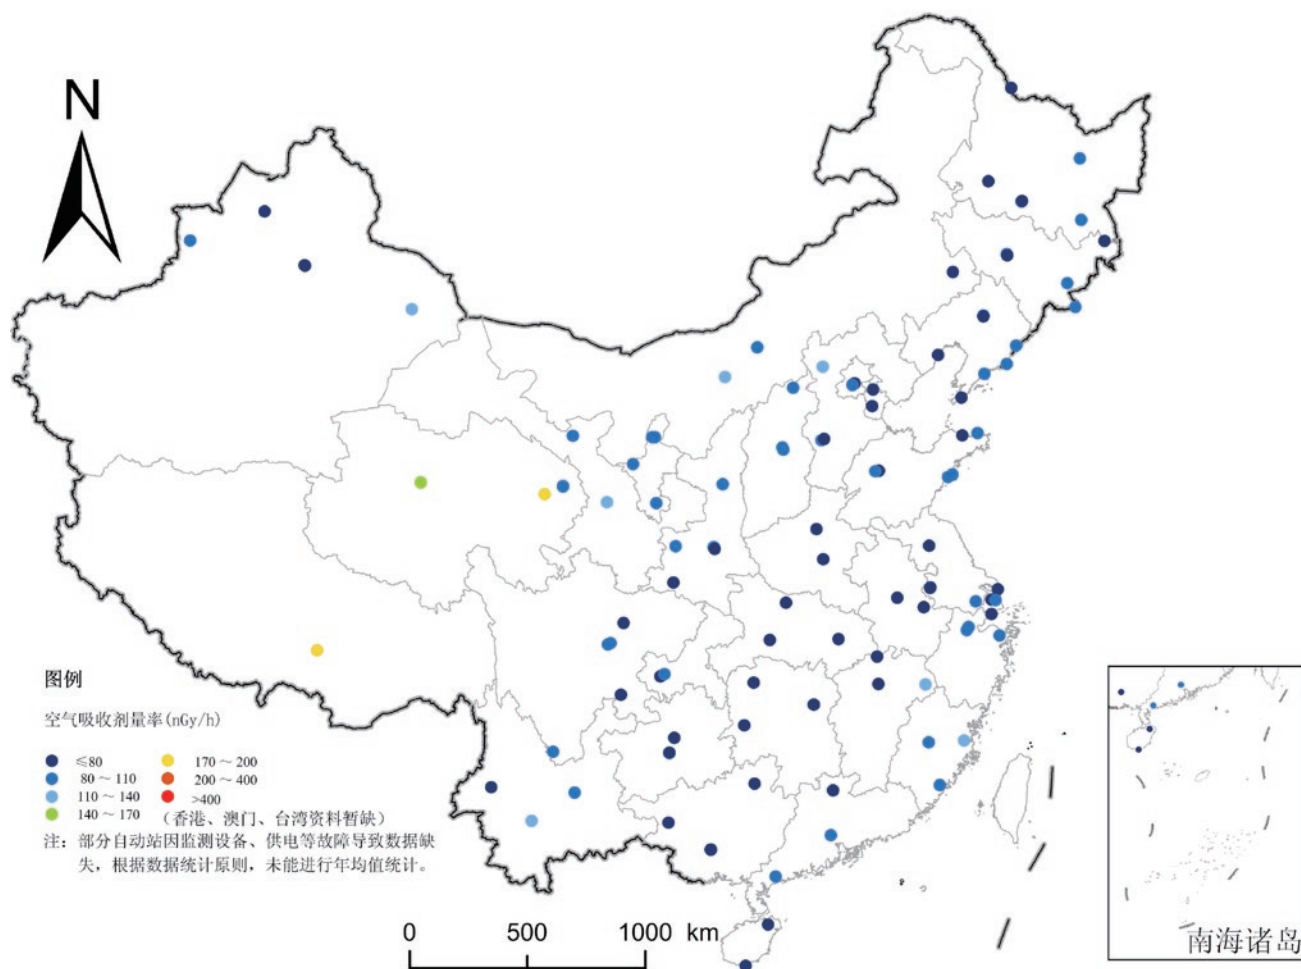 N
图例
空气吸收剂量率(nGy/h)
≤80
170～200
80～110
200～400
110～140
>400
140～170
(香港、澳门、台湾资料暂缺)
注：部分自动站因监测设备、供电等故障导致数据缺
失，根据数据统计原则，未能进行年均值统计。
0 500 1000 km
南海诸岛